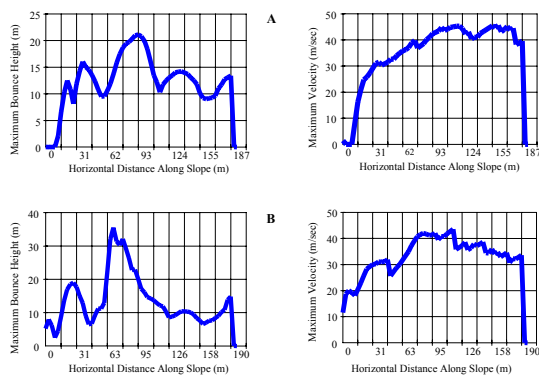 A
Maximum Bounce Height (m)
25
20
15
10
5
0
0 31 62 93 124 155 187
Horizontal Distance Along Slope (m)
Maximum Velocity (m/sec)
50
40
30
20
10
0
0 31 62 93 124 155 187
Horizontal Distance Along Slope (m)
B
Maximum Bounce Height (m)
40
30
20
10
0
0 31 63 95 126 158 190
Horizontal Distance Along Slope (m)
Maximum Velocity (m/sec)
50
40
30
20
10
0
0 31 63 95 126 158 190
Horizontal Distance Along Slope (m)